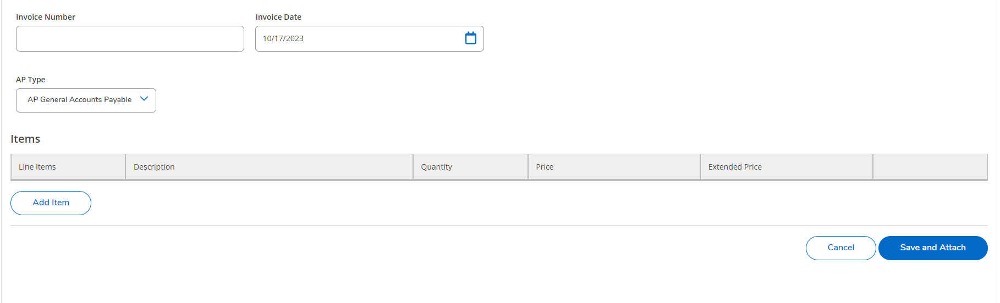 Invoice Number Invoice Date
10/17/2023
AP Type
AP General Accounts Payable
Items
Line Items Description Quantity Price Extended Price
Add Item
Cancel Save and Attach